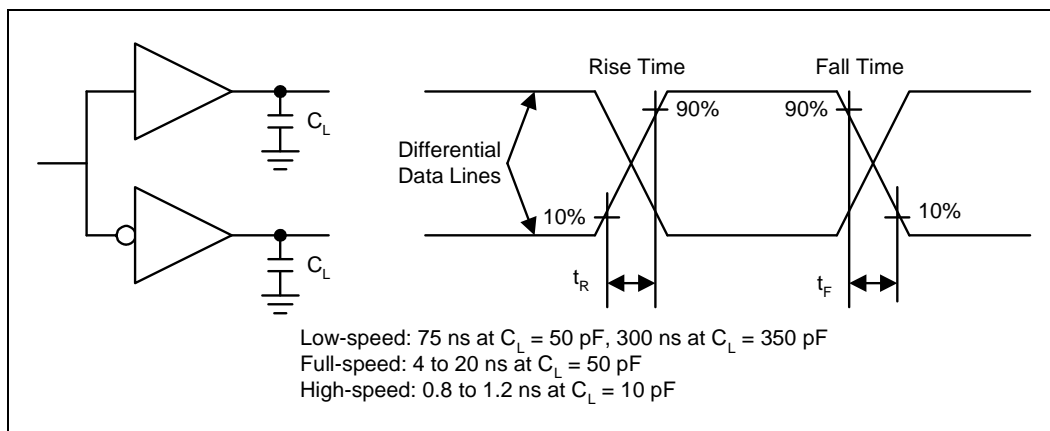 Rise Time
Fall Time
90%
90%
C_L
Differential
Data Lines
10%
10%
C_L
t_R
t_F
Low-speed: 75 ns at C_L = 50 pF, 300 ns at C_L = 350 pF
Full-speed: 4 to 20 ns at C_L = 50 pF
High-speed: 0.8 to 1.2 ns at C_L = 10 pF